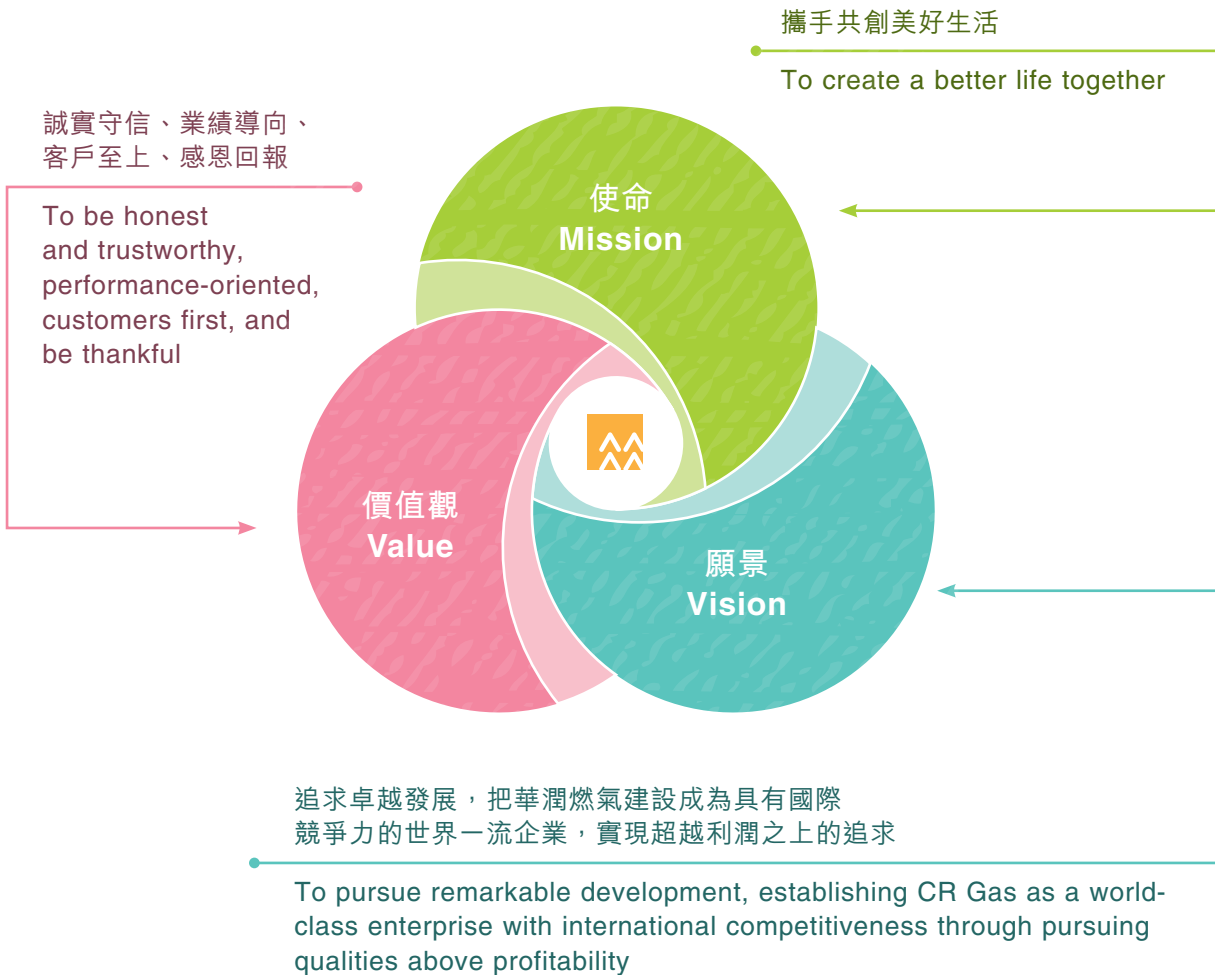 攜手共創美好生活
To create a better life together
誠實守信、業績導向、
客戶至上、感恩回報
To be honest
and trustworthy,
performance-oriented,
customers first, and
be thankful
使命
Mission
價值觀
Value
願景
Vision
追求卓越發展，把華潤燃氣建設成為具有國際
競爭力的世界一流企業，實現超越利潤之上的追求
To pursue remarkable development, establishing CR Gas as a world-
class enterprise with international competitiveness through pursuing
qualities above profitability